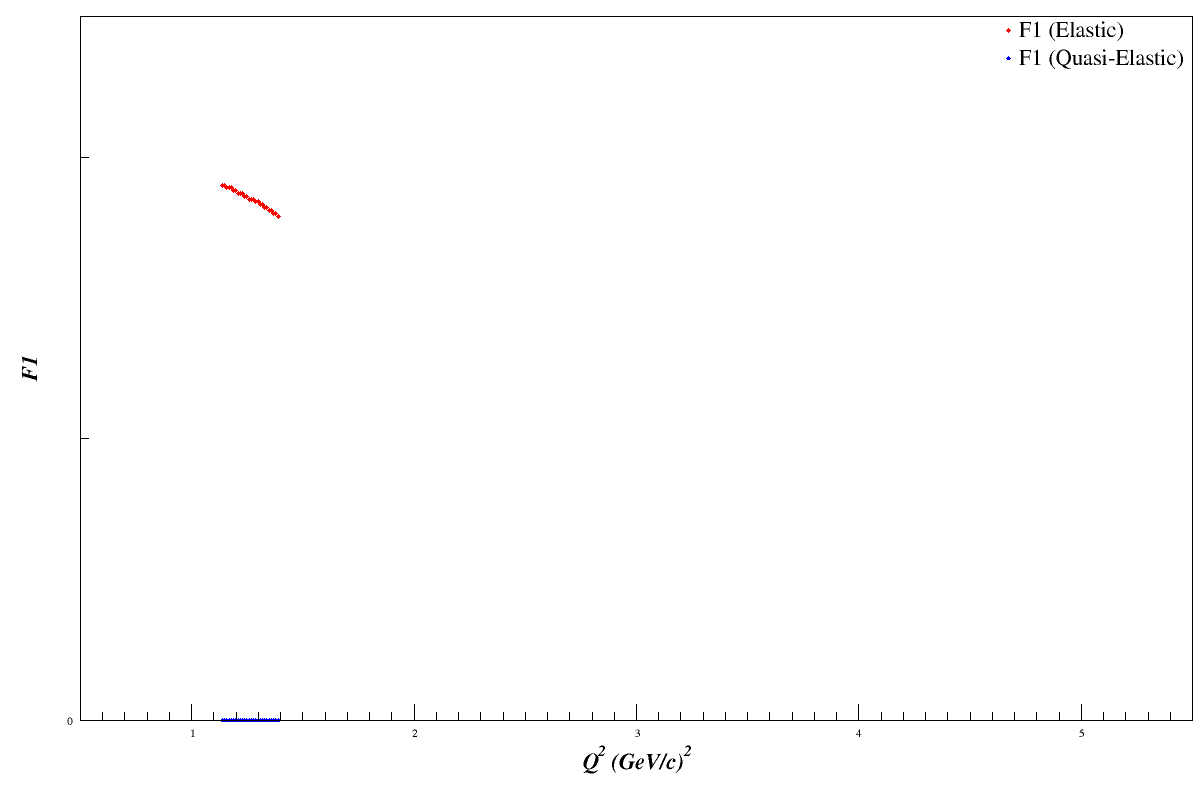 F1 (Elastic)
F1 (Quasi-Elastic)
F1
0
1 2 3 4 5
Q² (GeV/c)²